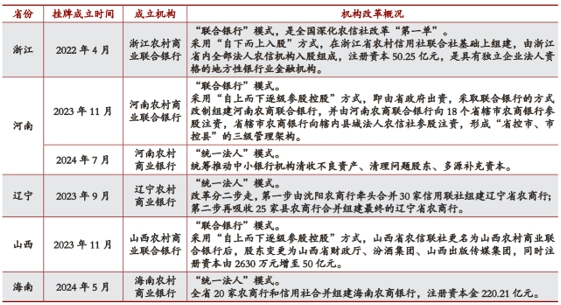 省份 挂牌成立时间 成立机构 机构改革概况
浙江 2022 年 4 月 浙江农村商业联合银行
“联合银行”模式，是全国深化农信社改革“第一单”。
采用“自下而上入股”方式，在浙江省农村信用社联合社基础上组建，由浙江
省内全部法人农信机构入股组成，注册资本 50.25 亿元，是具有独立企业法人资
格的地方性银行业金融机构。
河南 2023 年 11 月 河南农村商业联合银行
“联合银行”模式。
采用“自上而下逐级参股控股”方式，即由省政府出资，采取联合银行的方式
改制组建河南农商联合银行，并由河南农商联合银行向 18 个省辖市农商银行参
股注资，省辖市农商银行向辖内县域法人农信社参股注资，形成“省控市、市
控县”的三级管理架构。
2024 年 7 月 河南农村商业银行
“统一法人”模式。
统筹推动中小银行机构清收不良资产、清理问题股东、多源补充资本。
辽宁 2023 年 9 月 辽宁农村商业银行
“统一法人”模式。
改革分二步走，第一步由沈阳农商行牵头合并 30 家信用联社组建辽宁省农商行；
第二步再吸收 25 家县农商行合并组建最终的辽宁省农商行。
山西 2023 年 11 月 山西农村商业联合银行
“联合银行”模式。
采用“自上而下逐级参股控股”方式，山西省农信联社更名为山西农村商业联
合银行后，股东变更为山西省财政厅、汾酒集团、山西出版传媒集团，同时注
册资本由 2630 万元增至 50 亿元。
海南 2024 年 5 月 海南农村商业银行
“统一法人”模式。
全省 20 家农商行和信用社合并组建海南农商银行，注册资本金 220.21 亿元。